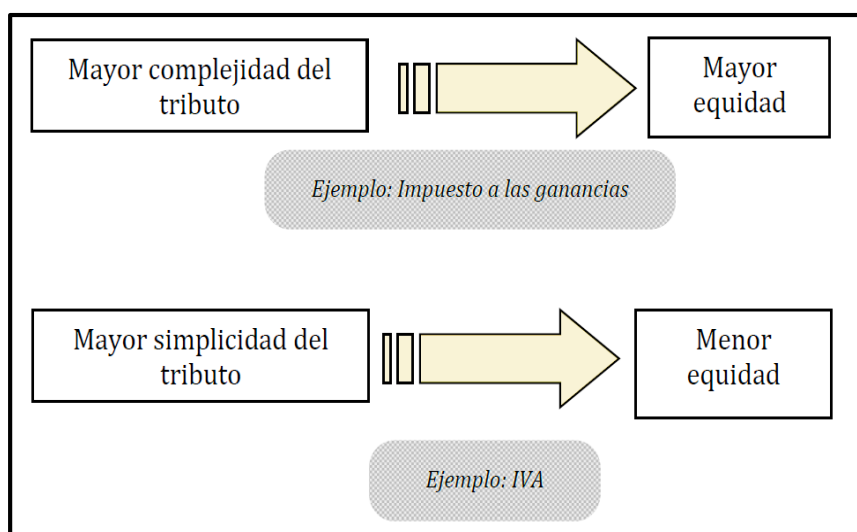 Mayor complejidad del
tributo
Mayor
equidad
Ejemplo: Impuesto a las ganancias
Mayor simplicidad del
tributo
Menor
equidad
Ejemplo: IVA